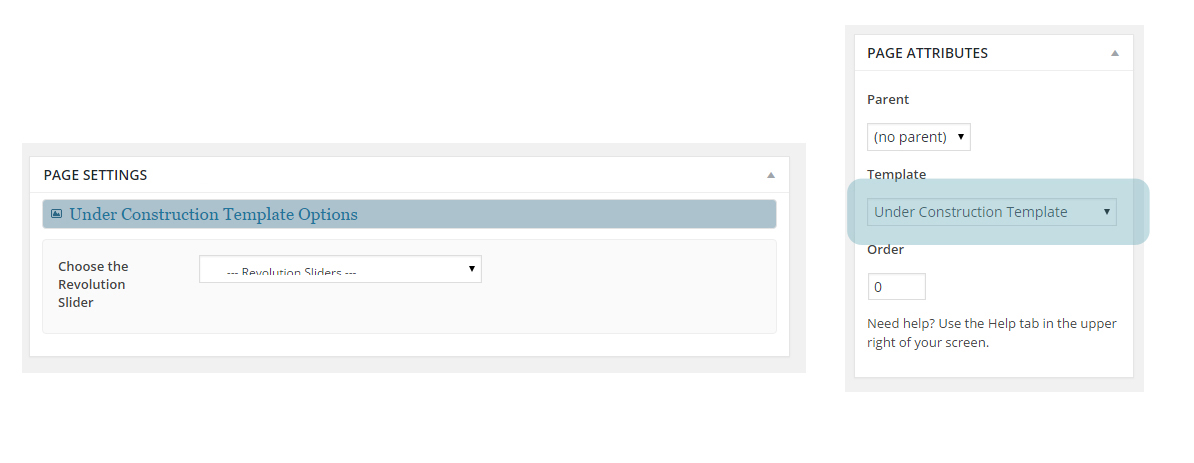 PAGE SETTINGS
Under Construction Template Options
Choose the
Revolution
Slider
--- Revolution Sliders ---
PAGE ATTRIBUTES
Parent
(no parent)
Template
Under Construction Template
Order
0
Need help? Use the Help tab in the upper
right of your screen.